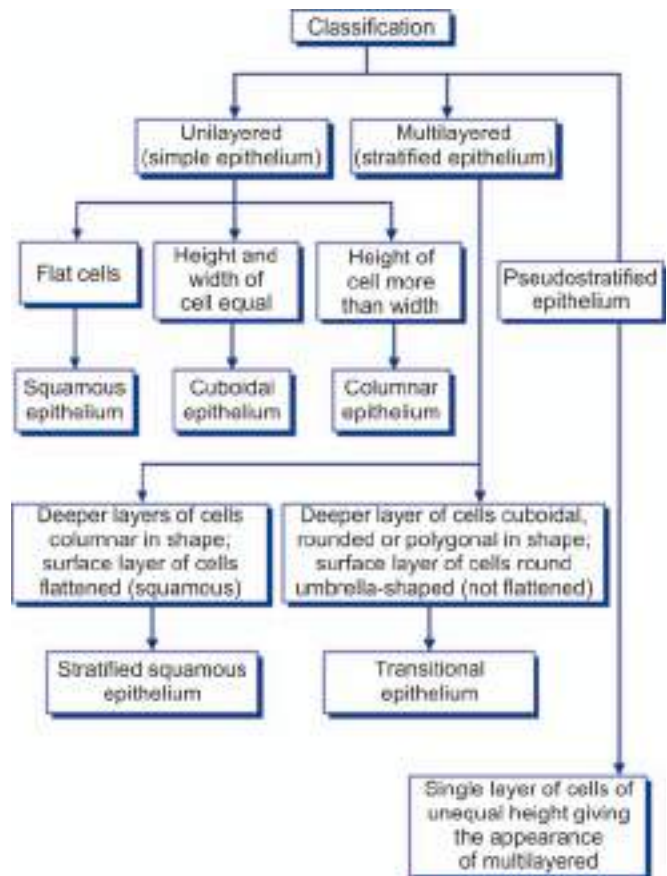 Classification
Unilayered
(simple epithelium)
Multilayered
(stratified epithelium)
Flat cells
Height and
width of
cell equal
Height of
cell more
than width
Pseudostratified
epithelium
Squamous
epithelium
Cuboidal
epithelium
Columnar
epithelium
Deeper layers of cells
columnar in shape;
surface layer of cells
flattened (squamous)
Deeper layer of cells cuboidal,
rounded or polygonal in shape;
surface layer of cells round
umbrella-shaped (not flattened)
Stratified squamous
epithelium
Transitional
epithelium
Single layer of cells of
unequal height giving
the appearance
of multilayered